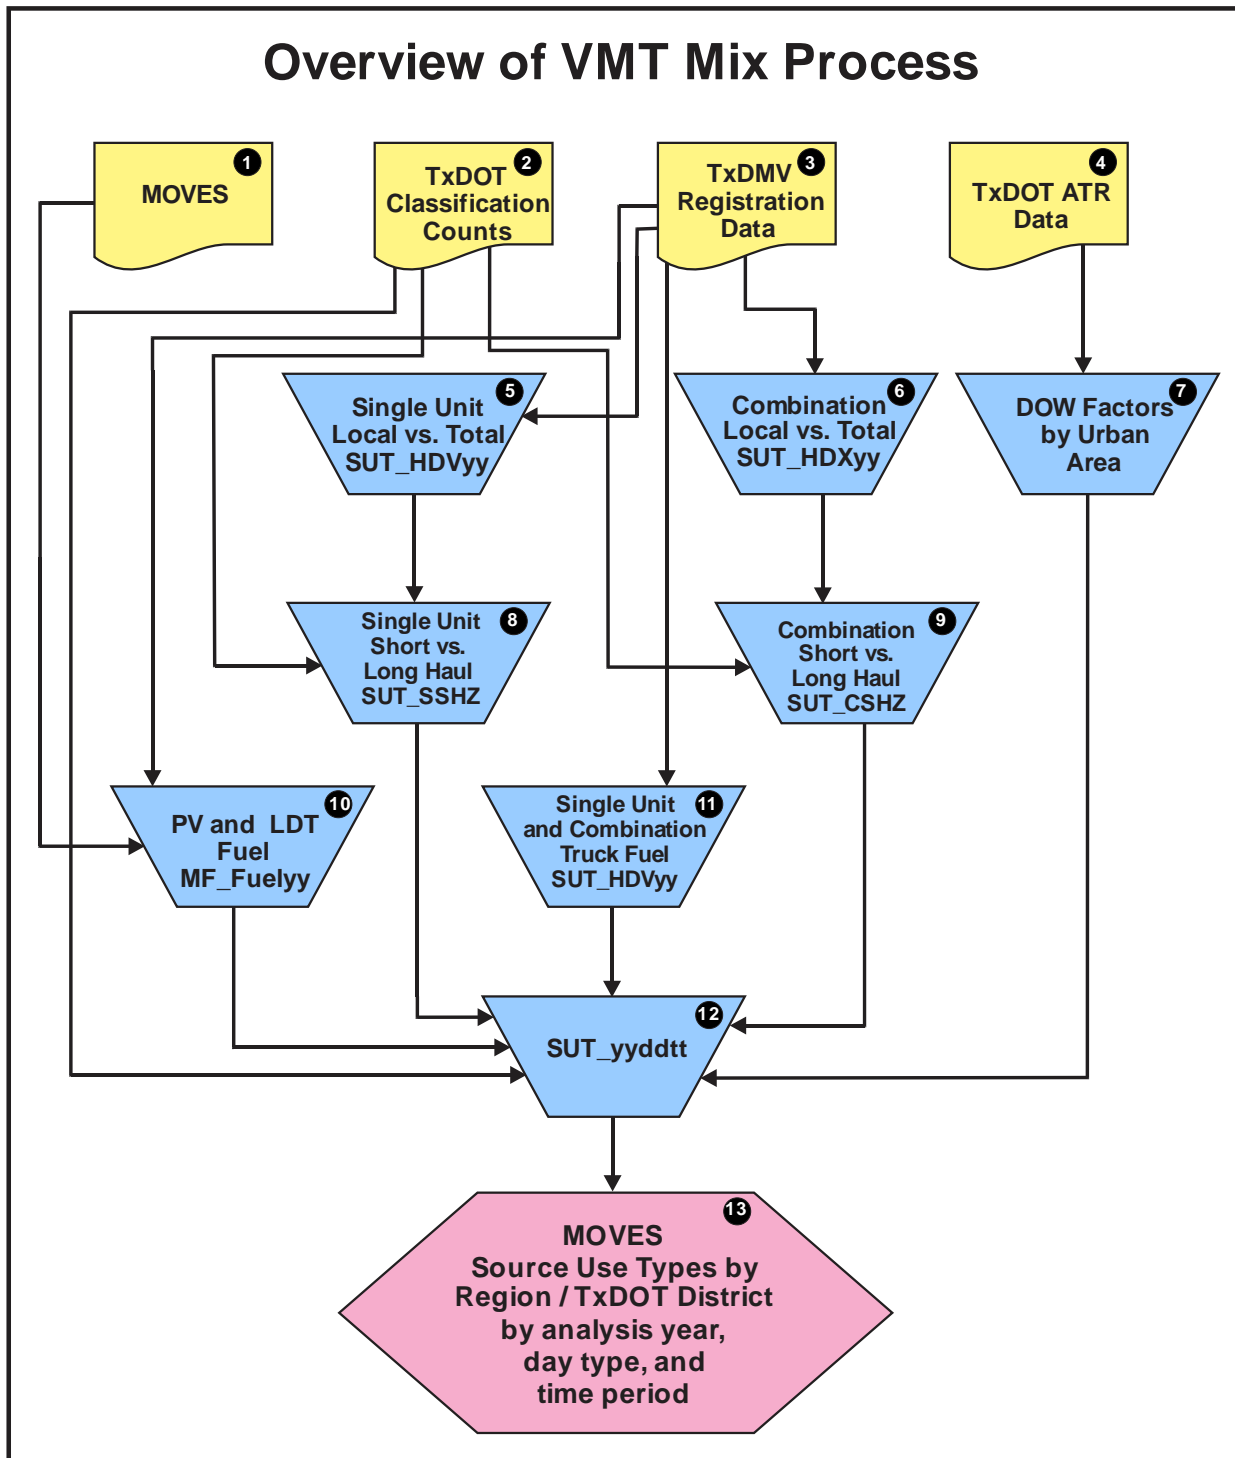 Overview of VMT Mix Process
1
MOVES
2
TxDOT
Classification
Counts
3
TxDMV
Registration
Data
4
TxDOT ATR
Data
5
Single Unit
Local vs. Total
SUT_HDVyy
6
Combination
Local vs. Total
SUT_HDXyy
7
DOW Factors
by Urban
Area
8
Single Unit
Short vs.
Long Haul
SUT_SSHZ
9
Combination
Short vs.
Long Haul
SUT_CSHZ
10
PV and LDT
Fuel
MF_Fuelyy
11
Single Unit
and Combination
Truck Fuel
SUT_HDVyy
12
SUT_yyddtt
13
MOVES
Source Use Types by
Region / TxDOT District
by analysis year,
day type, and
time period